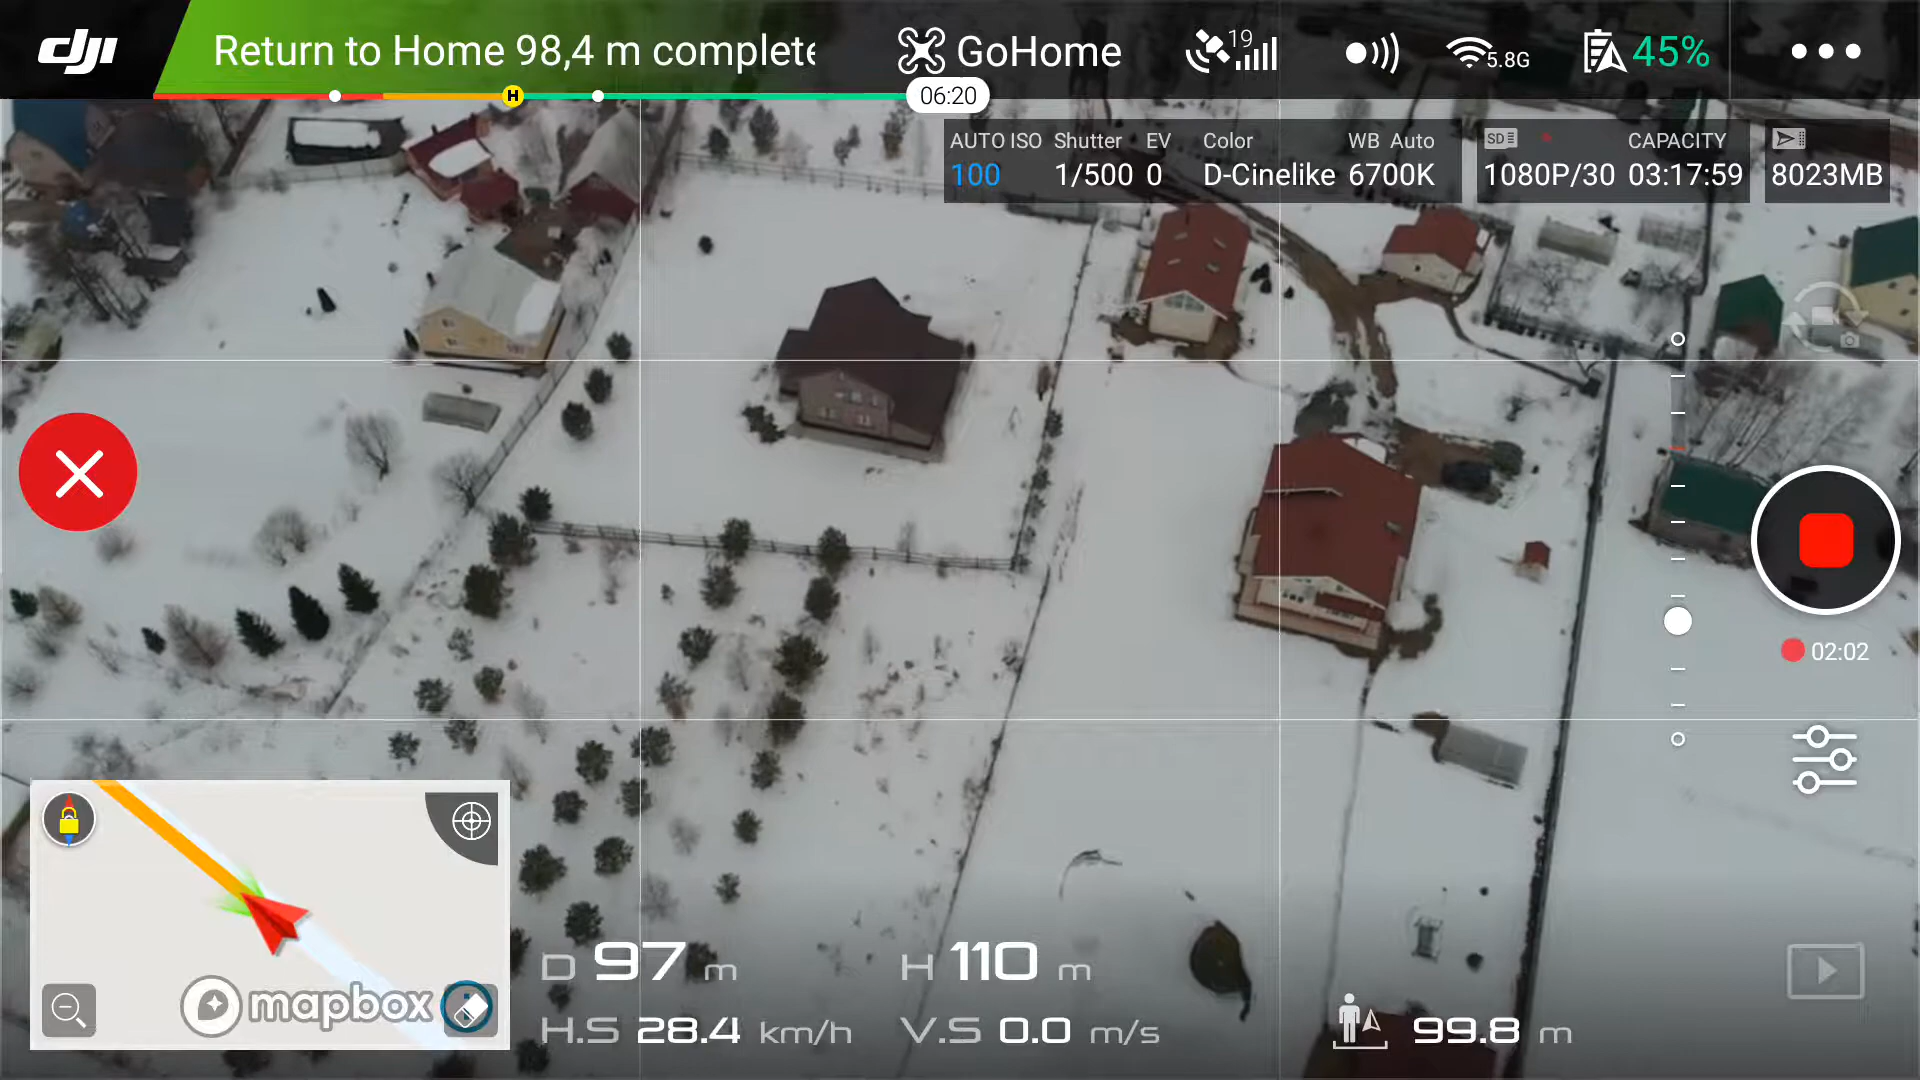 dji Return to Home 98,4 m complete GoHome 19 5.8G 45%
H 06:20
AUTO ISO Shutter EV Color WB Auto SD CAPACITY
100 1/500 0 D-Cinelike 6700K 1080P/30 03:17:59 8023MB
02:02
D 97 m H 110 m
mapbox
H.S 28.4 km/h V.S 0.0 m/s 99.8 m